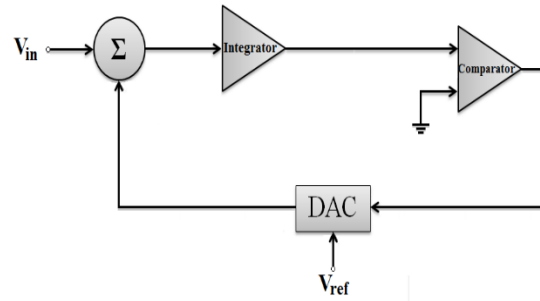 Vin
Σ
Integrator
Comparator
DAC
Vref